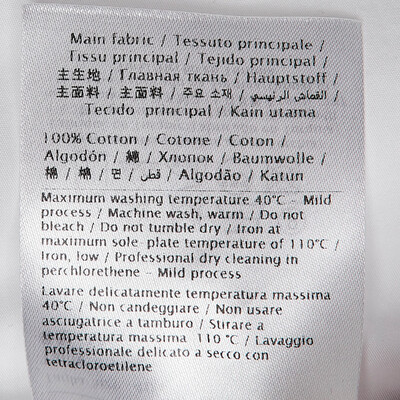 Main fabric / Tessuto principale /
Tissu principal / Tejido principal /
主生地 / Главная ткань / Hauptstoff /
主面料 / 主面料 / 주요 소재 / القماش الرئيسي /
Tecido principal / Kain utama
100% Cotton / Cotone / Coton /
Algodón / 綿 / Хлопок / Baumwolle /
棉 / 棉 / 면 / قطن / Algodão / Katun
Maximum washing temperature 40°C - Mild
process / Machine wash, warm / Do not
bleach / Do not tumble dry / Iron at
maximum sole-plate temperature of 110°C /
Iron, low / Professional dry cleaning in
perchlorethene - Mild process
Lavare delicatamente temperatura massima
40°C / Non candeggiare / Non usare
asciugatrice a tamburo / Stirare a
temperatura massima 110 °C / Lavaggio
professionale delicato a secco con
tetracloroetilene